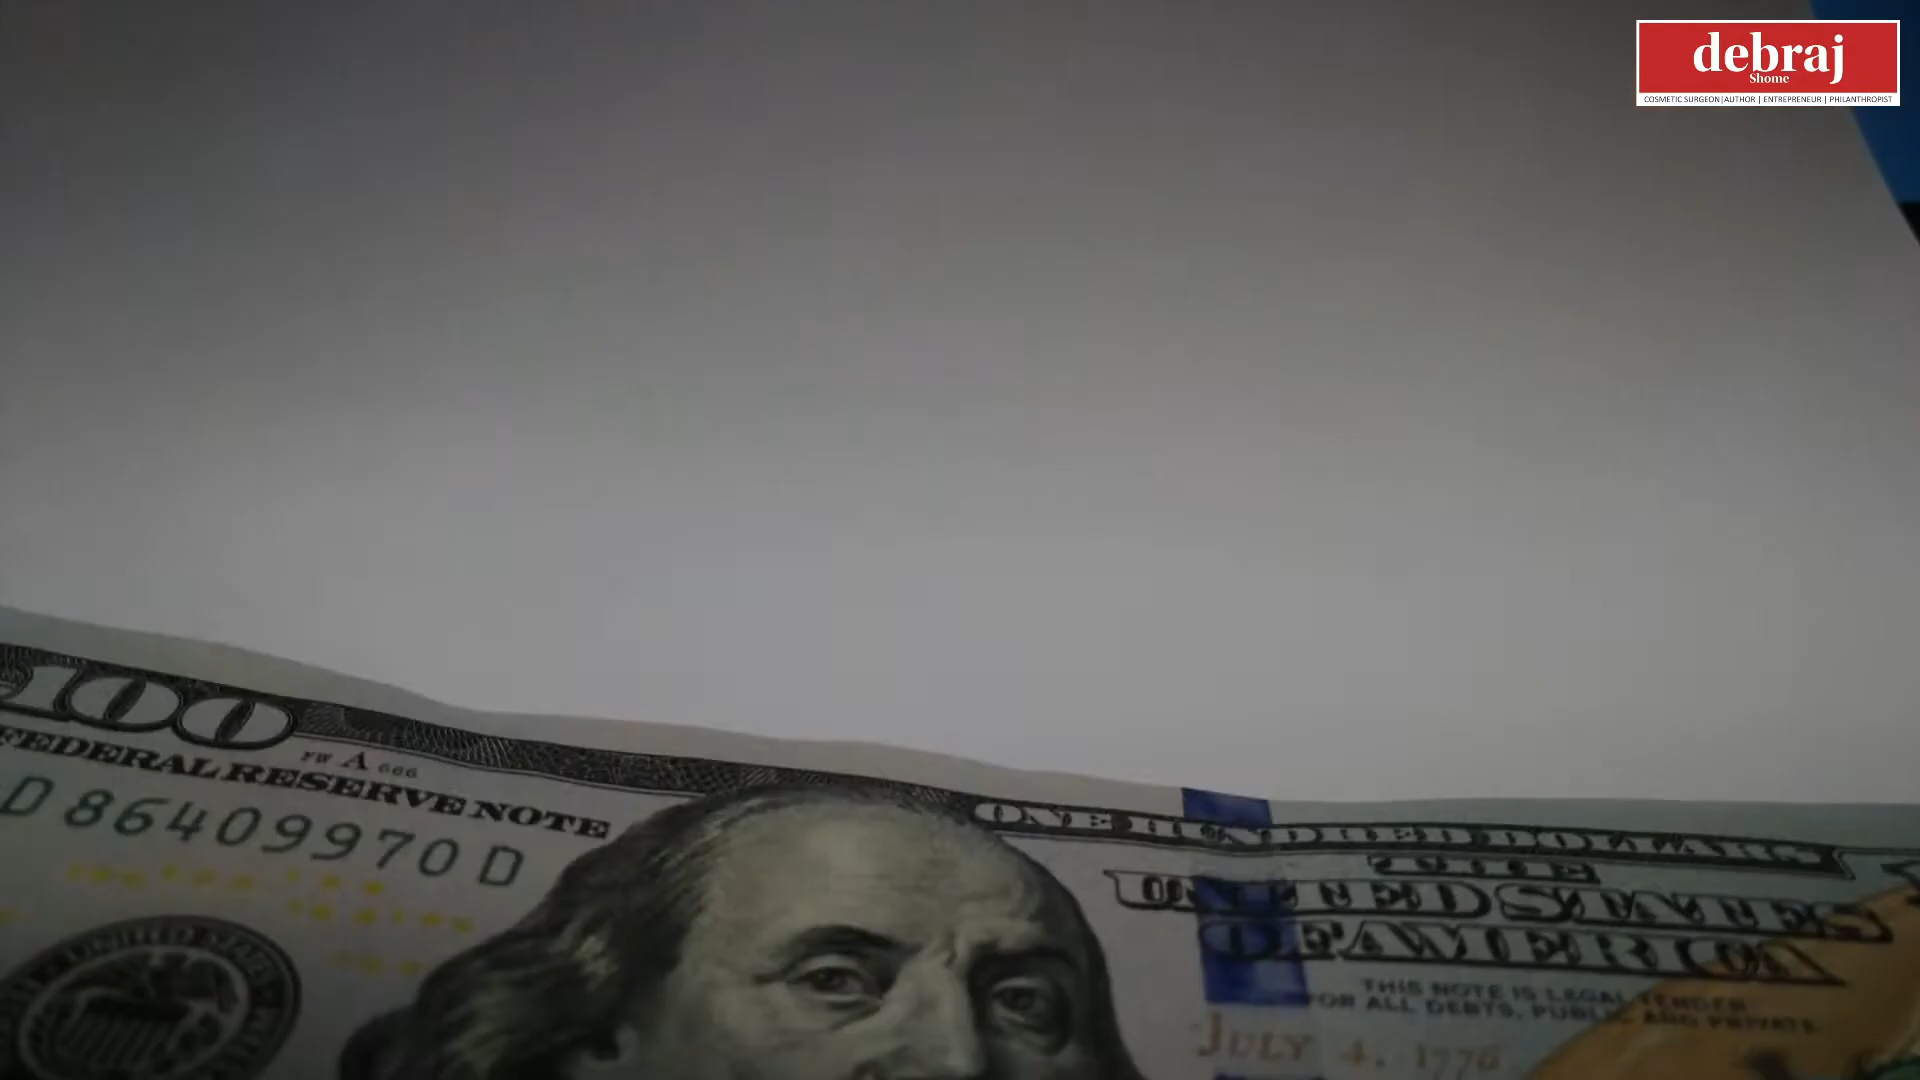 debraj
Shome
COSMETIC SURGEON|AUTHOR | ENTREPRENEUR | PHILANTHROPIST
100
FW A 666
FEDERAL RESERVE NOTE
D 86409970 D
ONE HUNDRED DOLLARS
THE
UNITED STATES
OF AMERICA
THIS NOTE IS LEGAL TENDER
FOR ALL DEBTS, PUBLIC AND PRIVATE
JULY 4, 1776